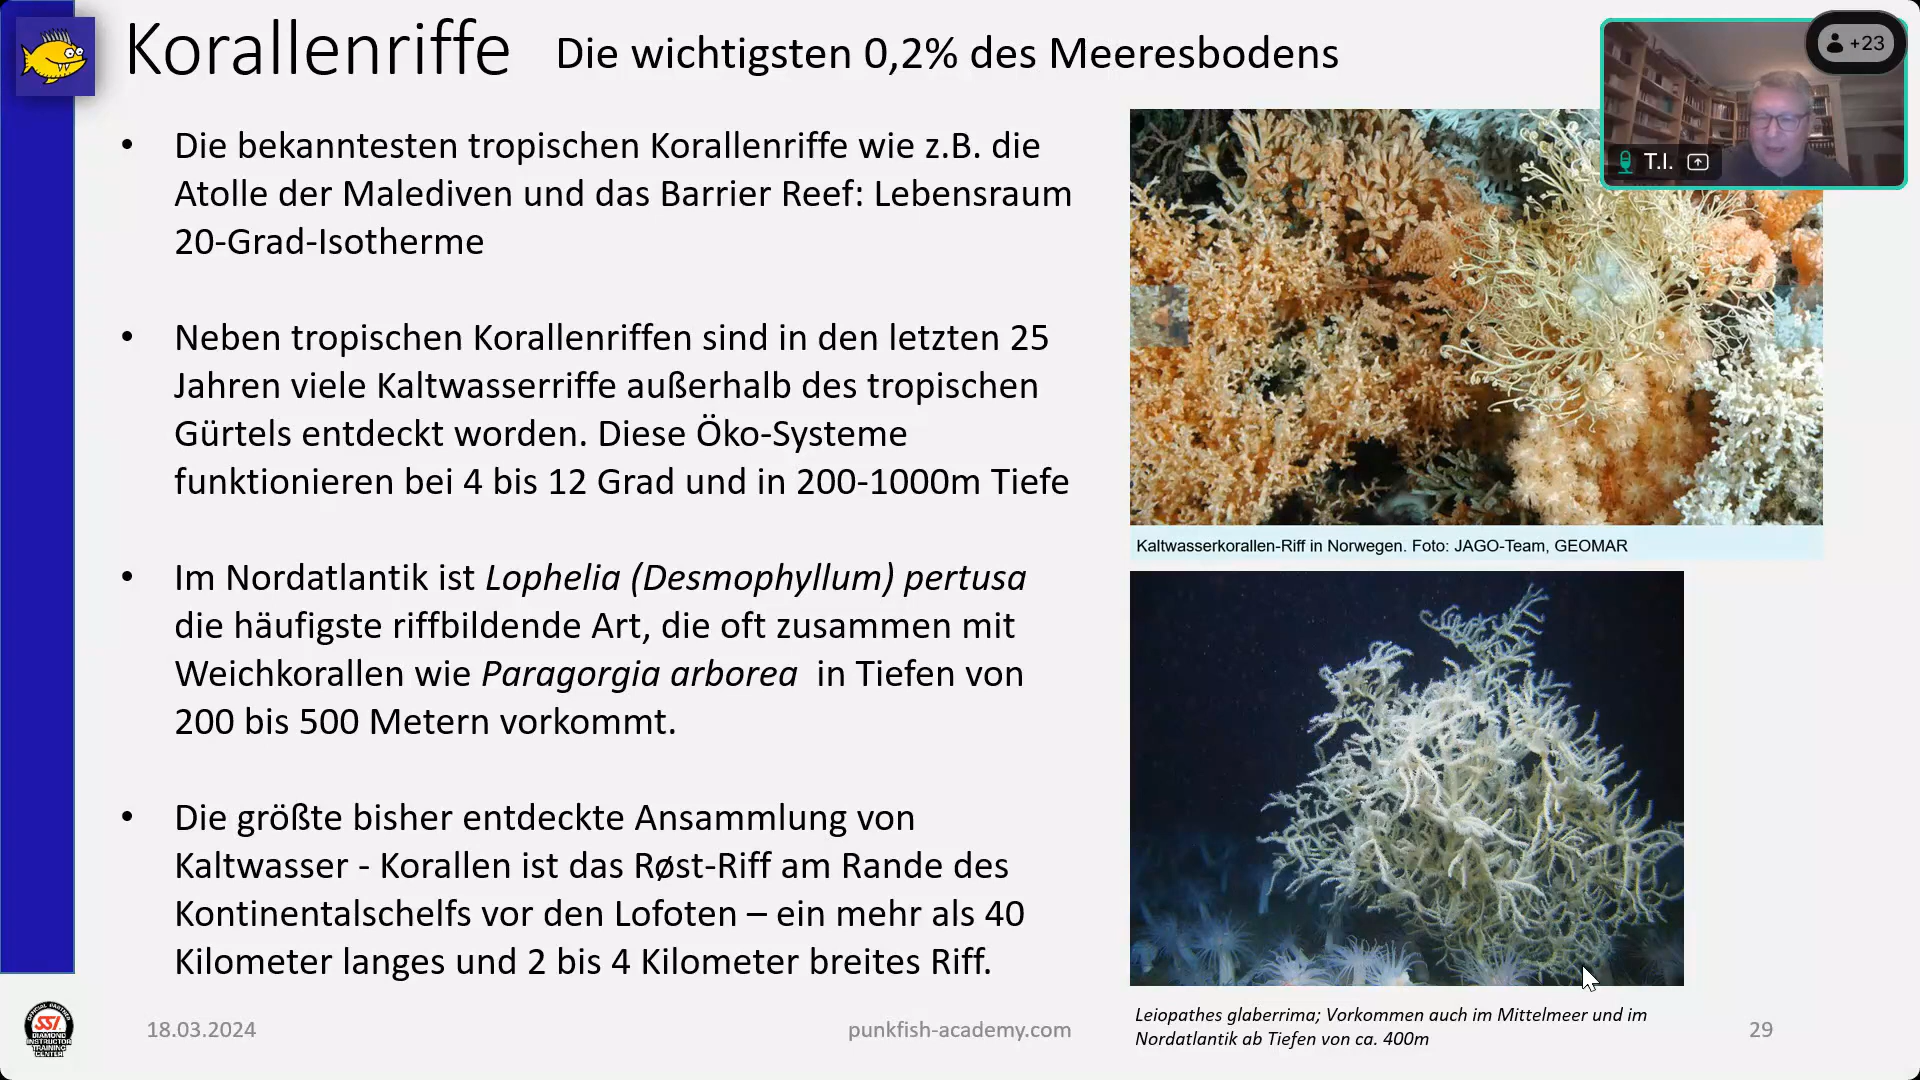 Korallenriffe Die wichtigsten 0,2% des Meeresbodens
+23
T.I.
• Die bekanntesten tropischen Korallenriffe wie z.B. die
Atolle der Malediven und das Barrier Reef: Lebensraum
20-Grad-Isotherme
• Neben tropischen Korallenriffen sind in den letzten 25
Jahren viele Kaltwasserriffe außerhalb des tropischen
Gürtels entdeckt worden. Diese Öko-Systeme
funktionieren bei 4 bis 12 Grad und in 200-1000m Tiefe
• Im Nordatlantik ist Lophelia (Desmophyllum) pertusa
die häufigste riffbildende Art, die oft zusammen mit
Weichkorallen wie Paragorgia arborea in Tiefen von
200 bis 500 Metern vorkommt.
• Die größte bisher entdeckte Ansammlung von
Kaltwasser - Korallen ist das Røst-Riff am Rande des
Kontinentalschelfs vor den Lofoten – ein mehr als 40
Kilometer langes und 2 bis 4 Kilometer breites Riff.
Kaltwasserkorallen-Riff in Norwegen. Foto: JAGO-Team, GEOMAR
Leiopathes glaberrima; Vorkommen auch im Mittelmeer und im
Nordatlantik ab Tiefen von ca. 400m
SSI
DIAMOND
INSTRUCTOR
TRAINING
CENTER
18.03.2024
punkfish-academy.com
29